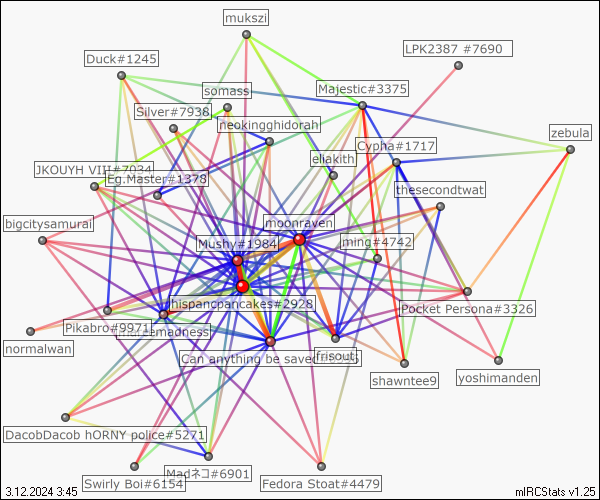 mukszi
LPK2387 #7690
Duck#1245
somass
Majestic#3375
Silver#7938
neokingghidorah
zebula
Cypha#1717
eliakith
JKOUYH VIII#7034
Eg.Master#1378
thesecondtwat
bigcitysamurai
moonraven
Mushy#1984
ming#4742
hispancpancakes#2928
Pocket Persona#3326
Pikabro#9971
normalwan
Can anything be saved
frisout
shawntee9
yoshimanden
DacobDacob hORNY police#5271
Madネコ#6901
Swirly Boi#6154
Fedora Stoat#4479
3.12.2024 3:45
mIRCStats v1.25